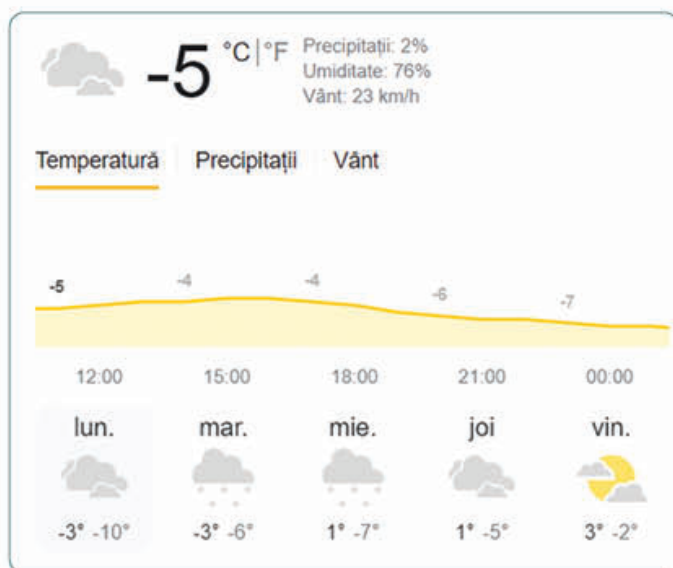 -5 °C|°F
Precipitații: 2%
Umiditate: 76%
Vânt: 23 km/h
Temperatură Precipitații Vânt
-5 -4 -4 -6 -7
12:00 15:00 18:00 21:00 00:00
lun. mar. mie. joi vin.
-3° -10° -3° -6° 1° -7° 1° -5° 3° -2°